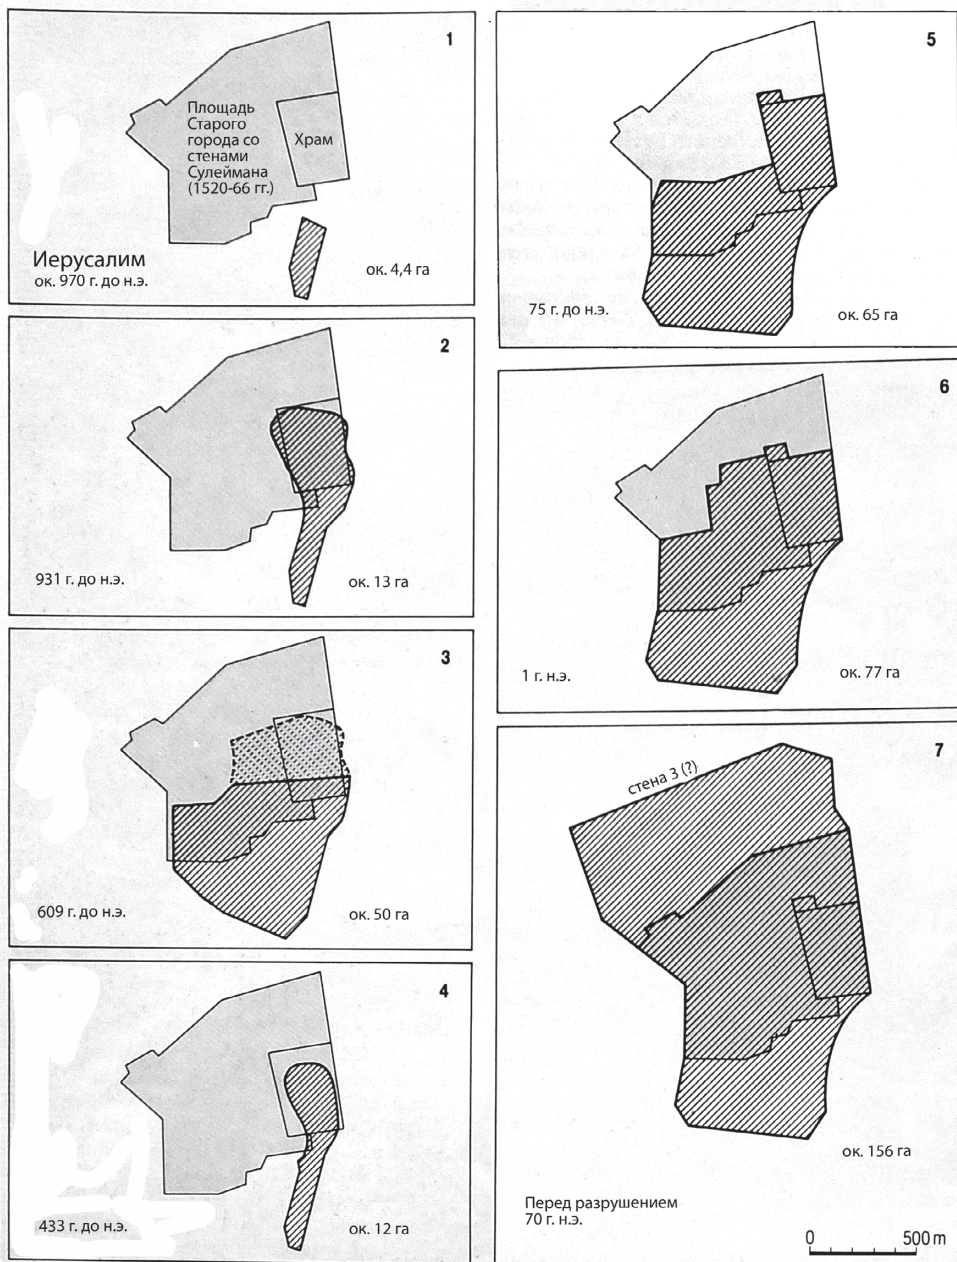 1
Площадь
Старого
города со
стенами
Сулеймана
(1520-66 гг.)
Храм
Иерусалим
ок. 970 г. до н.э.
ок. 4,4 га
2
931 г. до н.э.
ок. 13 га
3
609 г. до н.э.
ок. 50 га
4
433 г. до н.э.
ок. 12 га
5
75 г. до н.э.
ок. 65 га
6
1 г. н.э.
ок. 77 га
7
стена 3 (?)
ок. 156 га
Перед разрушением
70 г. н.э.
0 500 m